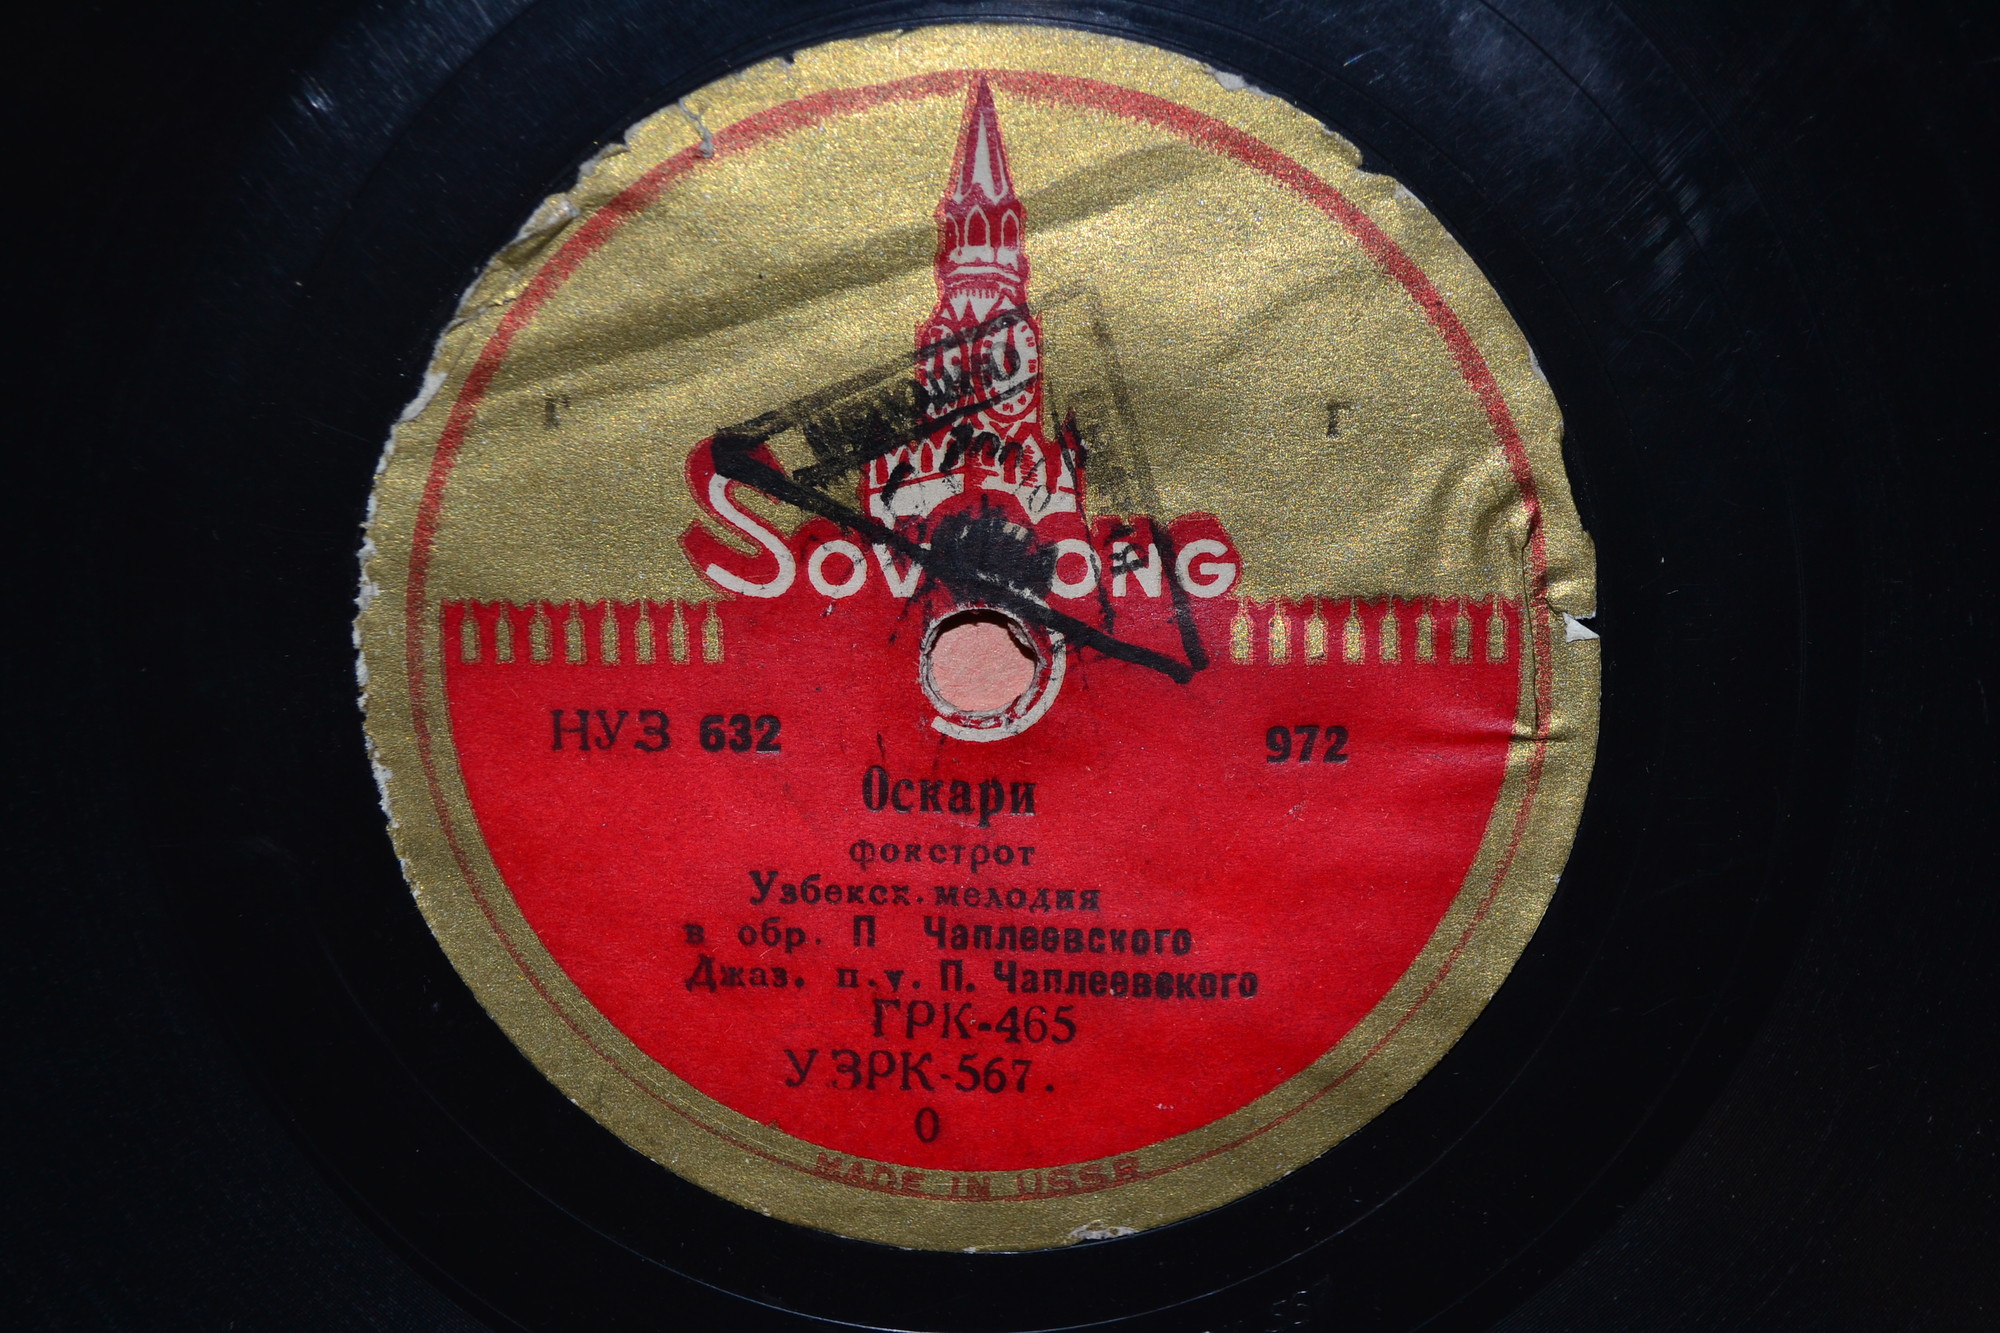 Г Г
SOVSONG
НУЗ 632 972
Оскари
фокстрот
Узбекск. мелодия
в обр. П Чаплеевского
Джаз. п.у. П. Чаплеевского
ГРК-465
УЗРК-567.
О
MADE IN USSR